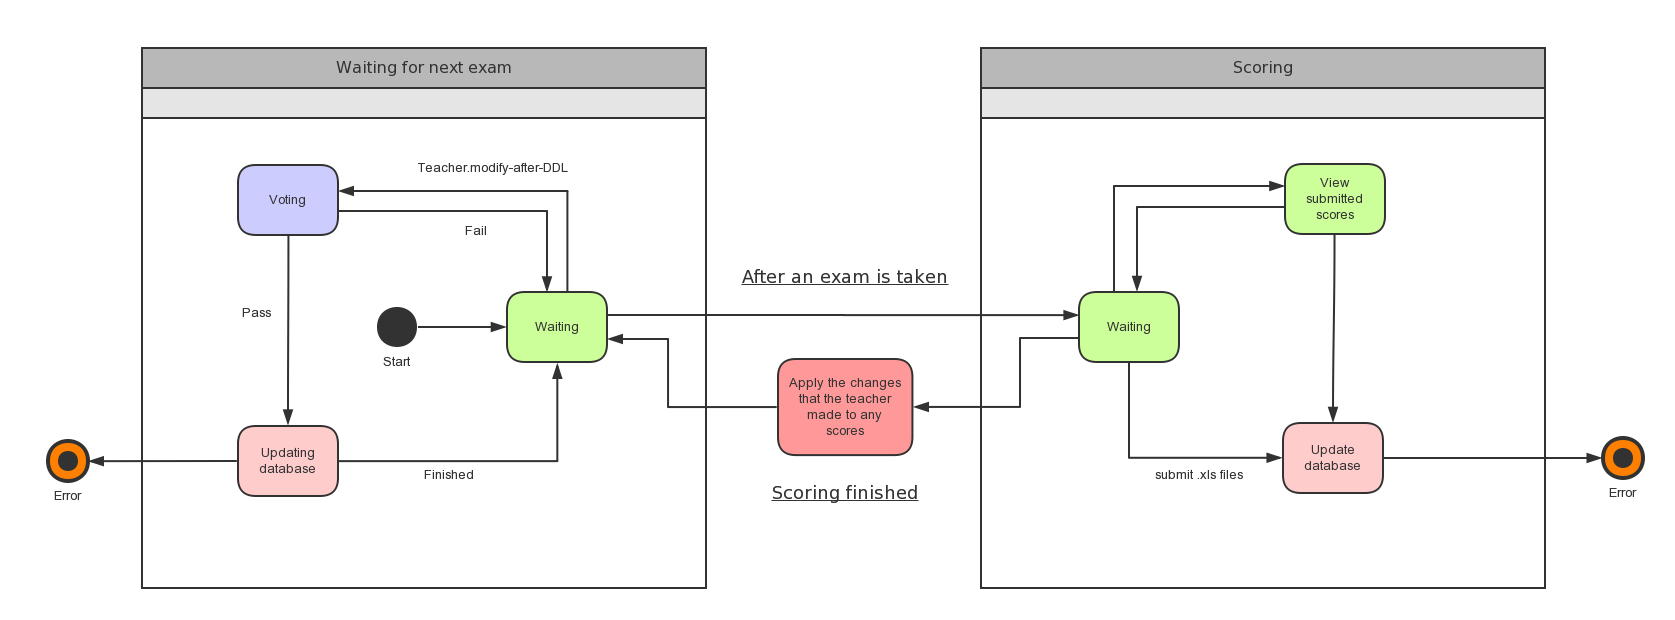 Waiting for next exam
Scoring
Teacher.modify-after-DDL
Voting
Fail
View
submitted
scores
After an exam is taken
Pass
Start
Waiting
Waiting
Apply the changes
that the teacher
made to any
scores
Updating
database
Finished
Error
Scoring finished
submit .xls files
Update
database
Error